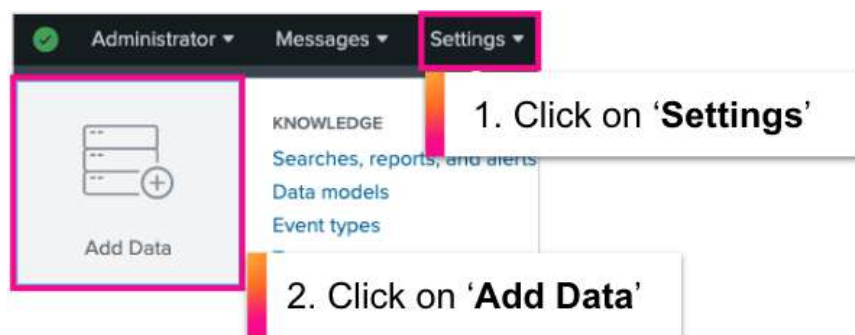 Administrator Messages Settings
1. Click on ‘Settings’
KNOWLEDGE
Searches, reports, and alerts
Data models
Event types
Add Data
2. Click on ‘Add Data’